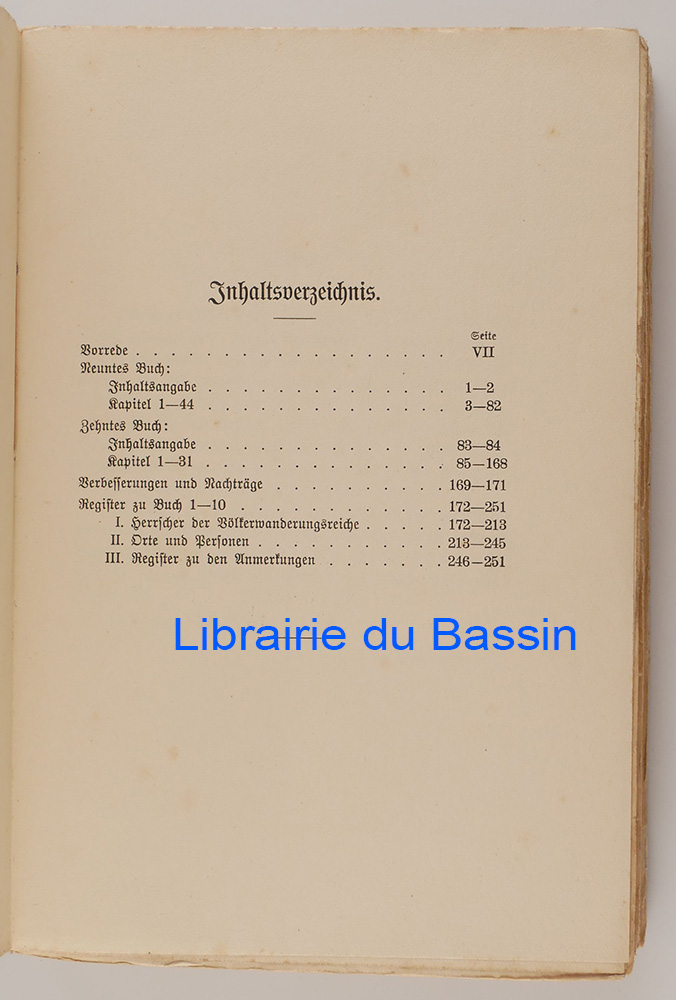 Inhaltsverzeichnis.
Seite
Vorrede . . . . . . . . . . . . . . . . . . VII
Neuntes Buch:
Inhaltsangabe . . . . . . . . . . . . . . 1—2
Kapitel 1—44 . . . . . . . . . . . . . . 3—82
Zehntes Buch:
Inhaltsangabe . . . . . . . . . . . . . . 83—84
Kapitel 1—31 . . . . . . . . . . . . . . 85—168
Verbesserungen und Nachträge . . . . . . . . . . 169—171
Register zu Buch 1—10 . . . . . . . . . . . . 172—251
I. Herrscher der Völkerwanderungsreiche . . . . . 172—213
II. Orte und Personen . . . . . . . . . . . 213—245
III. Register zu den Anmerkungen . . . . . . . 246—251
Librairie du Bassin